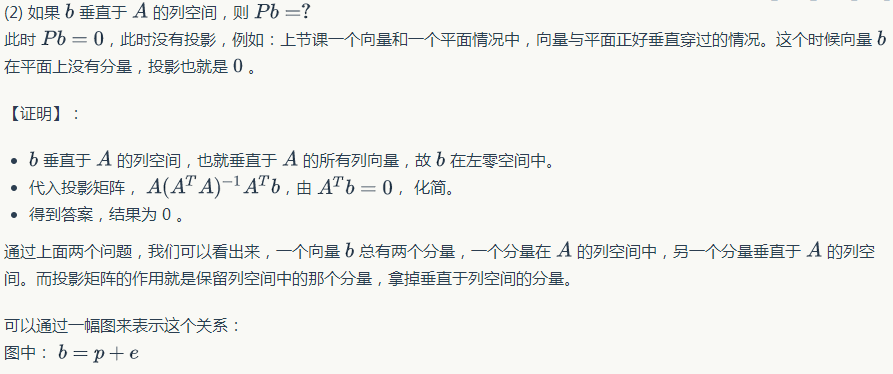 (2) 如果 b 垂直于 A 的列空间，则 Pb =?
此时 Pb = 0，此时没有投影，例如：上节课一个向量和一个平面情况中，向量与平面正好垂直穿过的情况。这个时候向量 b
在平面上没有分量，投影也就是 0 。
【证明】：
• b 垂直于 A 的列空间，也就垂直于 A 的所有列向量，故 b 在左零空间中。
• 代入投影矩阵， A(AᵀA)⁻¹Aᵀb，由 Aᵀb = 0， 化简。
• 得到答案，结果为 0 。
通过上面两个问题，我们可以看出来，一个向量 b 总有两个分量，一个分量在 A 的列空间中，另一个分量垂直于 A 的列空
间。而投影矩阵的作用就是保留列空间中的那个分量，拿掉垂直于列空间的分量。
可以通过一幅图来表示这个关系：
图中： b = p + e